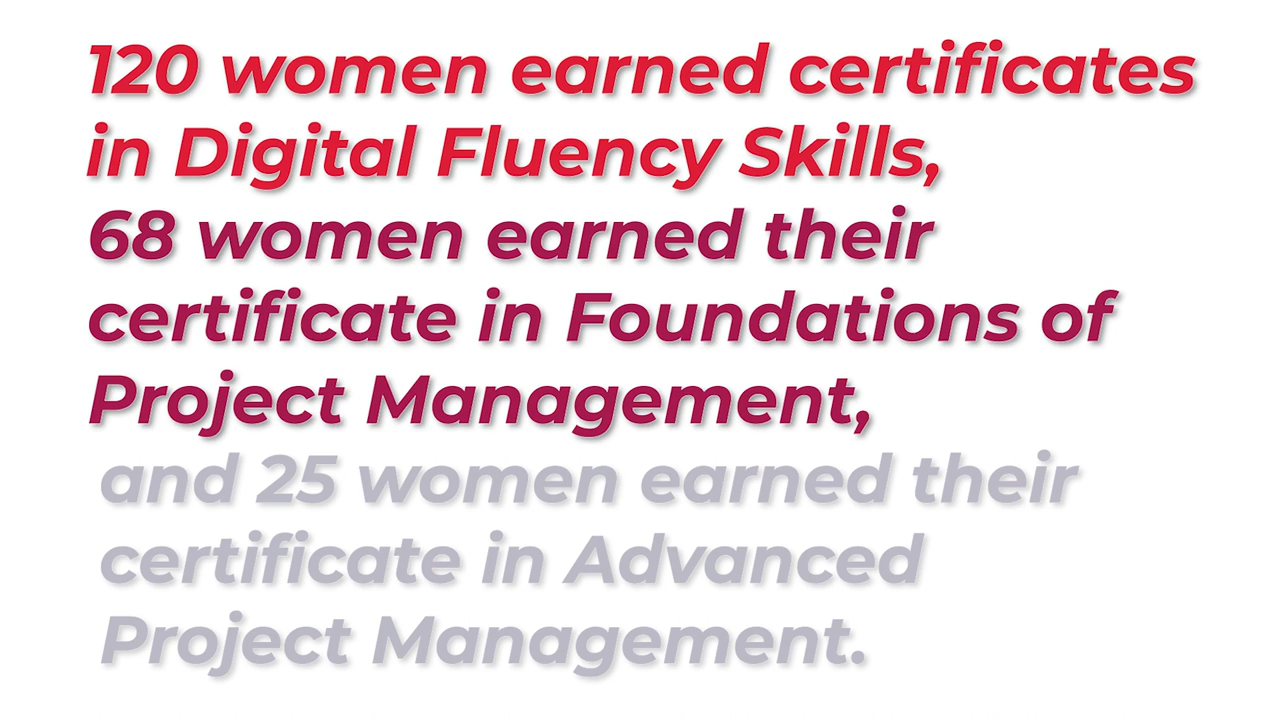 120 women earned certificates
in Digital Fluency Skills,
68 women earned their
certificate in Foundations of
Project Management,
and 25 women earned their
certificate in Advanced
Project Management.